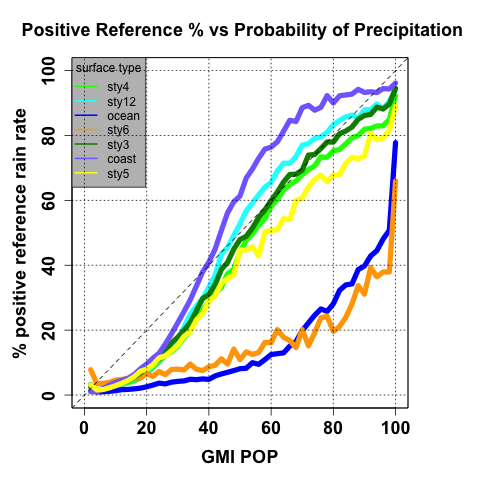 Positive Reference % vs Probability of Precipitation
surface type
sty4
sty12
ocean
sty6
sty3
coast
sty5
% positive reference rain rate
100
80
60
40
20
0
0 20 40 60 80 100
GMI POP